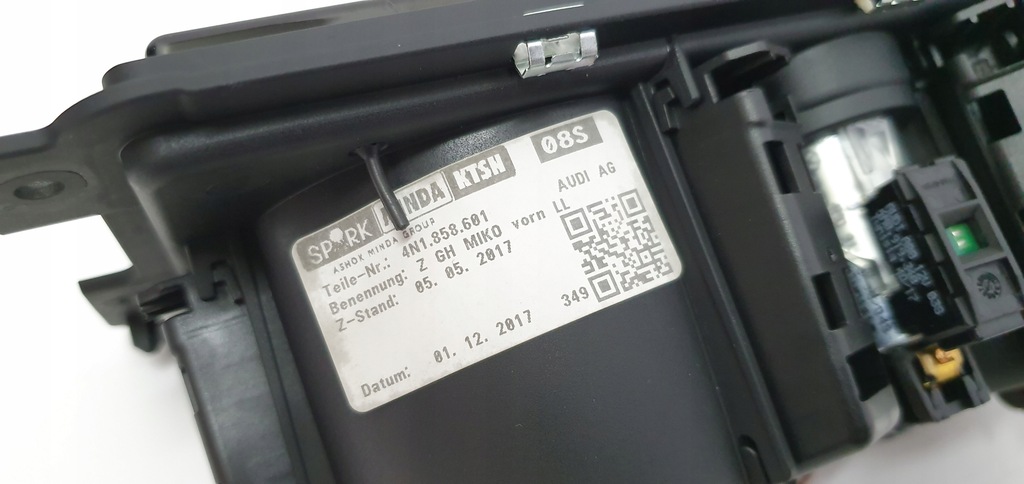 SPARK MINDA KTSN 08S
ASHOK MINDA GROUP
AUDI AG
Teile-Nr.: 4N1.858.601
Benennung: Z GH MIKO vorn LL
Z-Stand: 05. 05. 2017
349
Datum: 01. 12. 2017